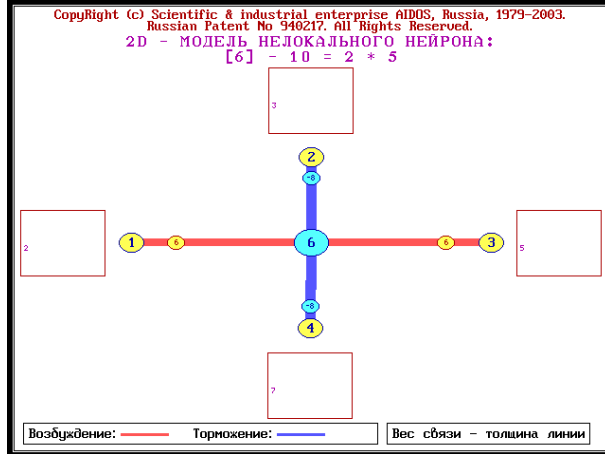 CopyRight (c) Scientific & industrial enterprise AIDOS, Russia, 1979-2003.
Russian Patent No 940217. All Rights Reserved.
2D - МОДЕЛЬ НЕЛОКАЛЬНОГО НЕЙРОНА:
[6] - 10 = 2 * 5
3
2
-8
2
1
6
6
6
3
5
-8
4
7
Возбуждение:
Торможение:
Вес связи - толщина линии